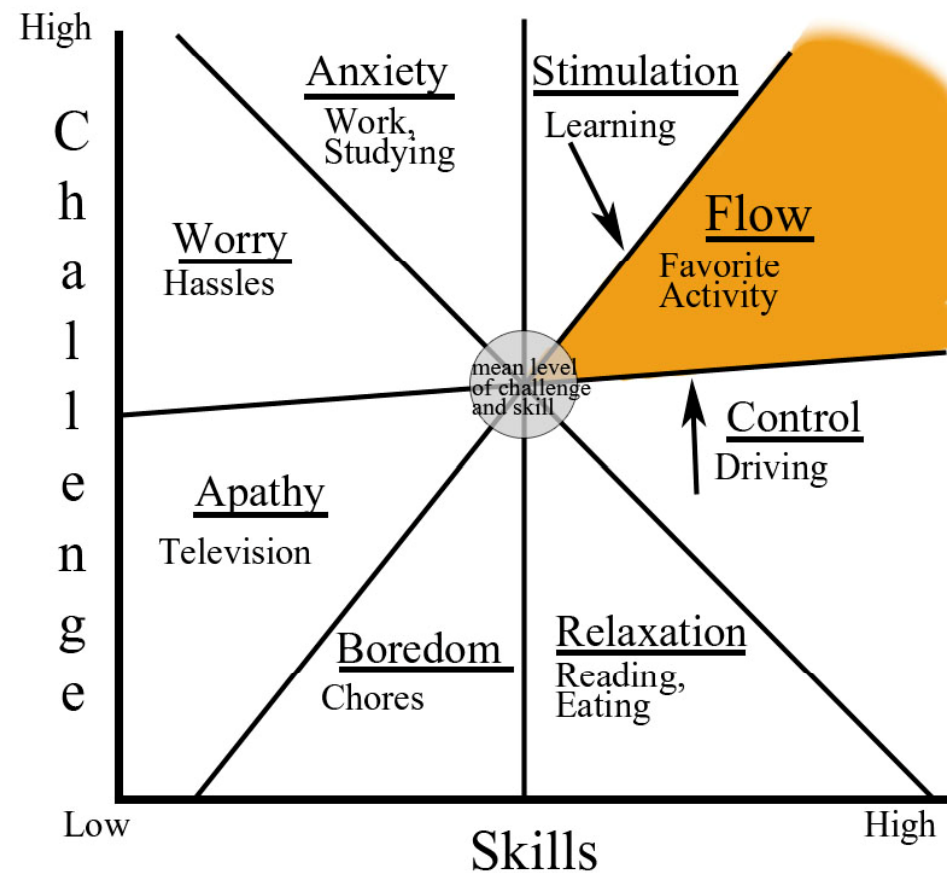 High
Challenge
Anxiety
Work,
Studying
Stimulation
Learning
Worry
Hassles
Flow
Favorite
Activity
mean level
of challenge
and skill
Control
Driving
Apathy
Television
Boredom
Chores
Relaxation
Reading,
Eating
Low
Skills
High